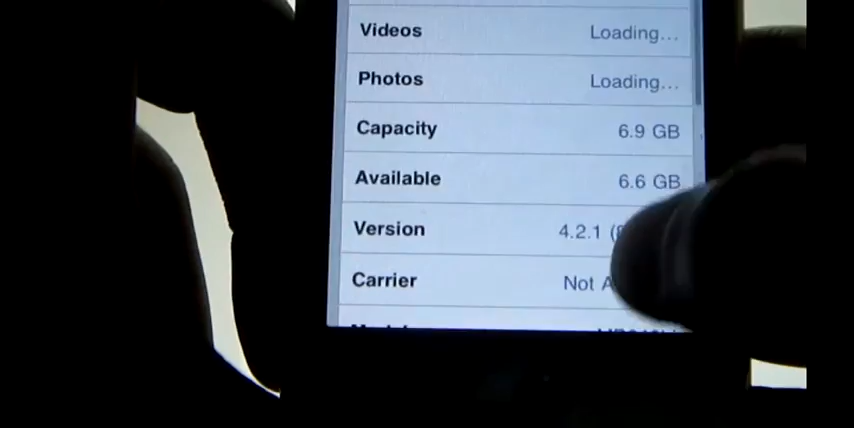 Videos Loading...
Photos Loading...
Capacity 6.9 GB
Available 6.6 GB
Version 4.2.1
Carrier Not